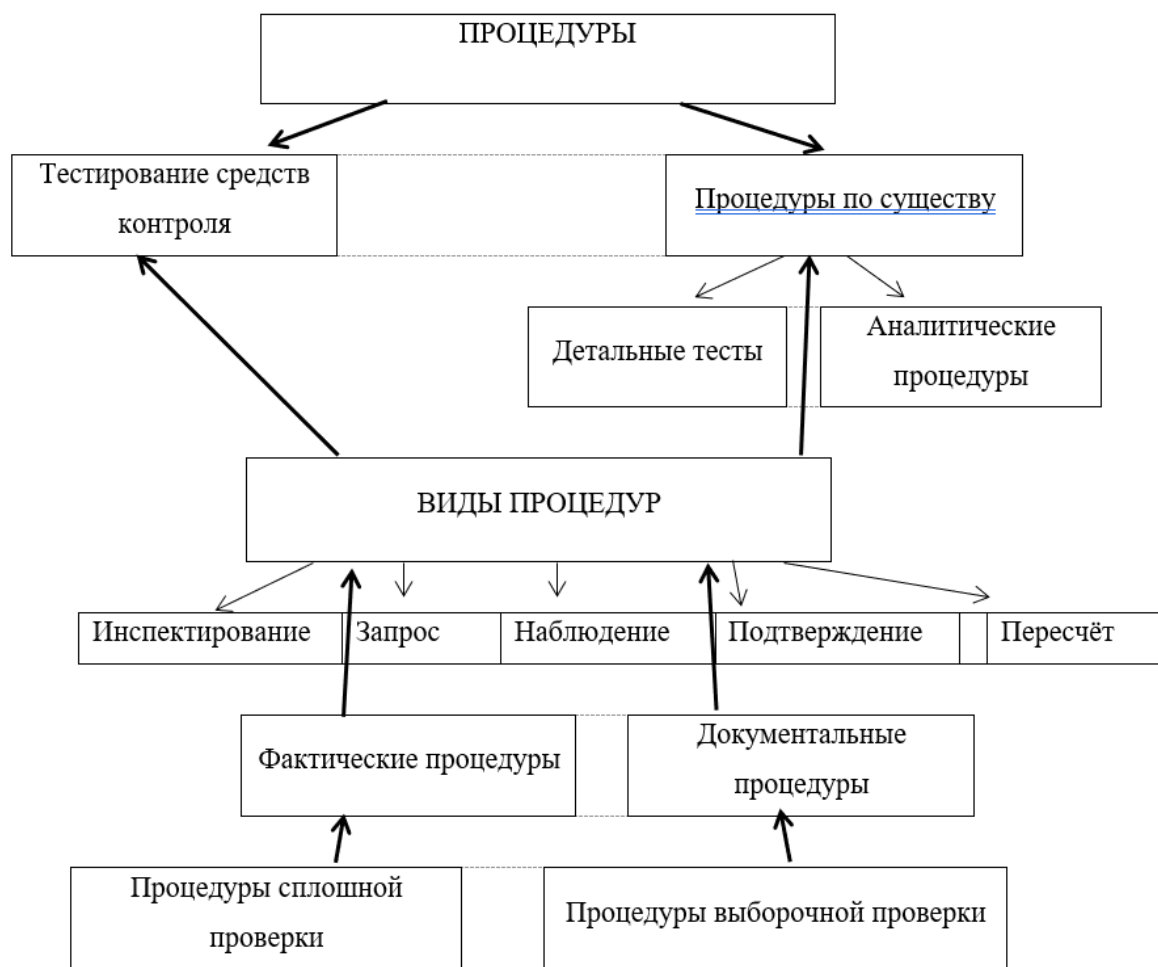 ПРОЦЕДУРЫ
Тестирование средств
контроля
Процедуры по существу
Детальные тесты
Аналитические
процедуры
ВИДЫ ПРОЦЕДУР
Инспектирование
Запрос
Наблюдение
Подтверждение
Пересчёт
Фактические процедуры
Документальные
процедуры
Процедуры сплошной
проверки
Процедуры выборочной проверки